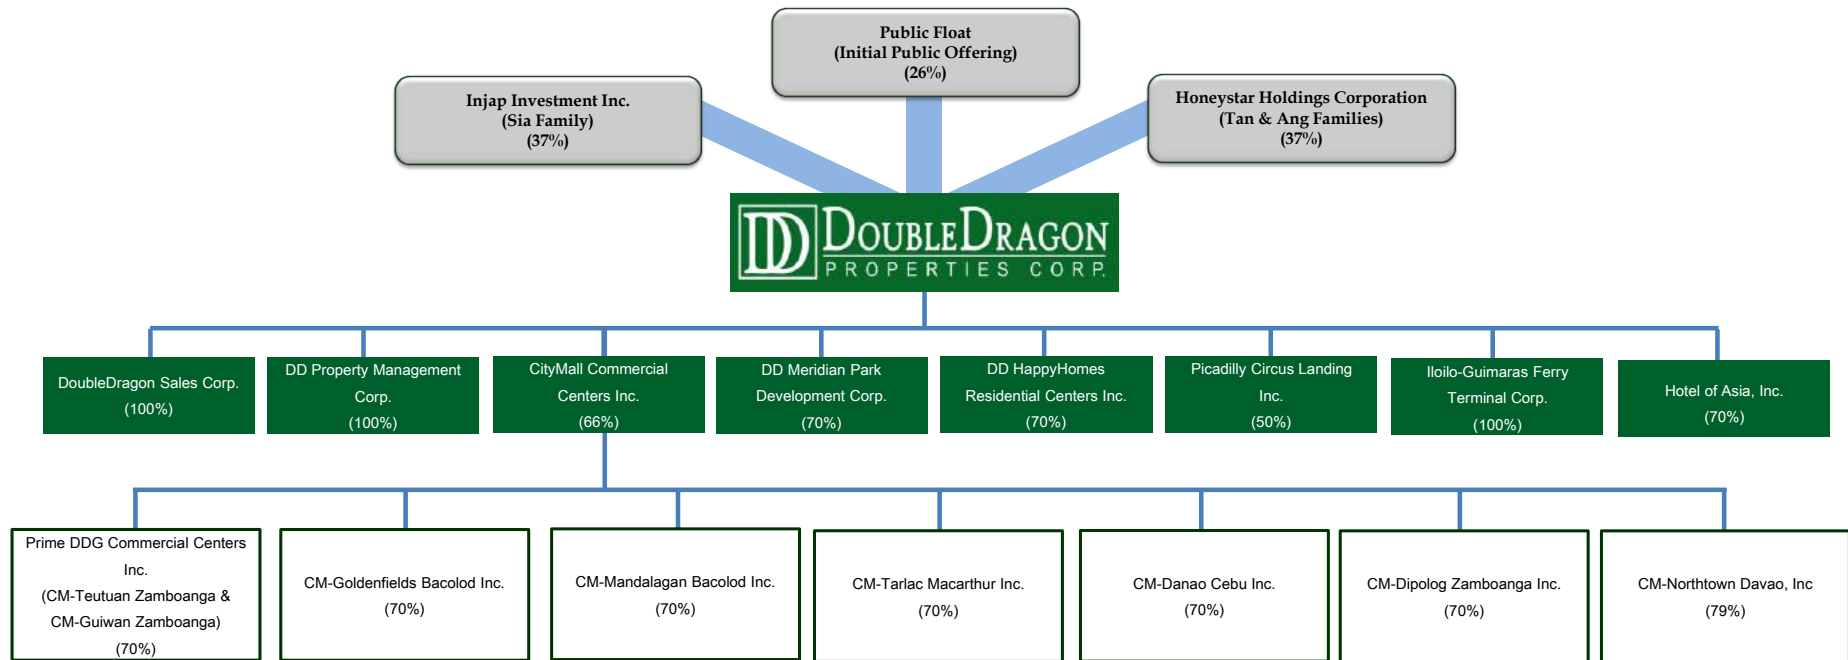 Public Float
(Initial Public Offering)
(26%)
Injap Investment Inc.
(Sia Family)
(37%)
Honeystar Holdings Corporation
(Tan & Ang Families)
(37%)
DD
DOUBLEDRAGON
PROPERTIES CORP.
DoubleDragon Sales Corp.
(100%)
DD Property Management
Corp.
(100%)
CityMall Commercial
Centers Inc.
(66%)
DD Meridian Park
Development Corp.
(70%)
DD HappyHomes
Residential Centers Inc.
(70%)
Picadilly Circus Landing
Inc.
(50%)
Iloilo-Guimaras Ferry
Terminal Corp.
(100%)
Hotel of Asia, Inc.
(70%)
Prime DDG Commercial Centers
Inc.
(CM-Teutuan Zamboanga &
CM-Guiwan Zamboanga)
(70%)
CM-Goldenfields Bacolod Inc.
(70%)
CM-Mandalagan Bacolod Inc.
(70%)
CM-Tarlac Macarthur Inc.
(70%)
CM-Danao Cebu Inc.
(70%)
CM-Dipolog Zamboanga Inc.
(70%)
CM-Northtown Davao, Inc
(79%)